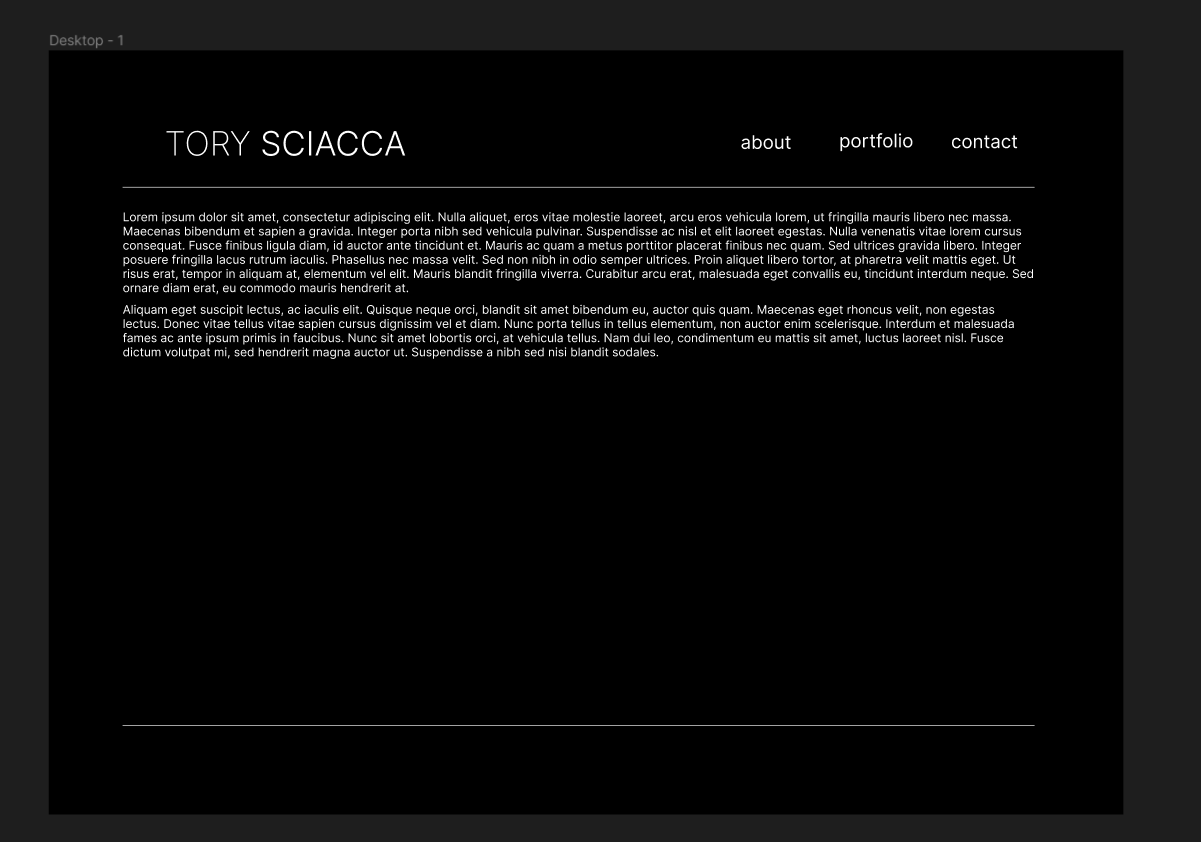 Desktop - 1
TORY SCIACCA
about portfolio contact
Lorem ipsum dolor sit amet, consectetur adipiscing elit. Nulla aliquet, eros vitae molestie laoreet, arcu eros vehicula lorem, ut fringilla mauris libero nec massa.
Maecenas bibendum et sapien a gravida. Integer porta nibh sed vehicula pulvinar. Suspendisse ac nisl et elit laoreet egestas. Nulla venenatis vitae lorem cursus
consequat. Fusce finibus ligula diam, id auctor ante tincidunt et. Mauris ac quam a metus porttitor placerat finibus nec quam. Sed ultrices gravida libero. Integer
posuere fringilla lacus rutrum iaculis. Phasellus nec massa velit. Sed non nibh in odio semper ultrices. Proin aliquet libero tortor, at pharetra velit mattis eget. Ut
risus erat, tempor in aliquam at, elementum vel elit. Mauris blandit fringilla viverra. Curabitur arcu erat, malesuada eget convallis eu, tincidunt interdum neque. Sed
ornare diam erat, eu commodo mauris hendrerit at.
Aliquam eget suscipit lectus, ac iaculis elit. Quisque neque orci, blandit sit amet bibendum eu, auctor quis quam. Maecenas eget rhoncus velit, non egestas
lectus. Donec vitae tellus vitae sapien cursus dignissim vel et diam. Nunc porta tellus in tellus elementum, non auctor enim scelerisque. Interdum et malesuada
fames ac ante ipsum primis in faucibus. Nunc sit amet lobortis orci, at vehicula tellus. Nam dui leo, condimentum eu mattis sit amet, luctus laoreet nisl. Fusce
dictum volutpat mi, sed hendrerit magna auctor ut. Suspendisse a nibh sed nisi blandit sodales.